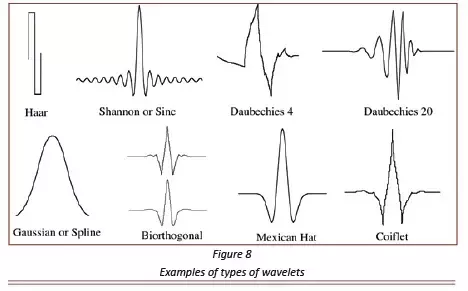 Haar
Shannon or Sinc
Daubechies 4
Daubechies 20
Gaussian or Spline
Biorthogonal
Mexican Hat
Coiflet
Figure 8
Examples of types of wavelets